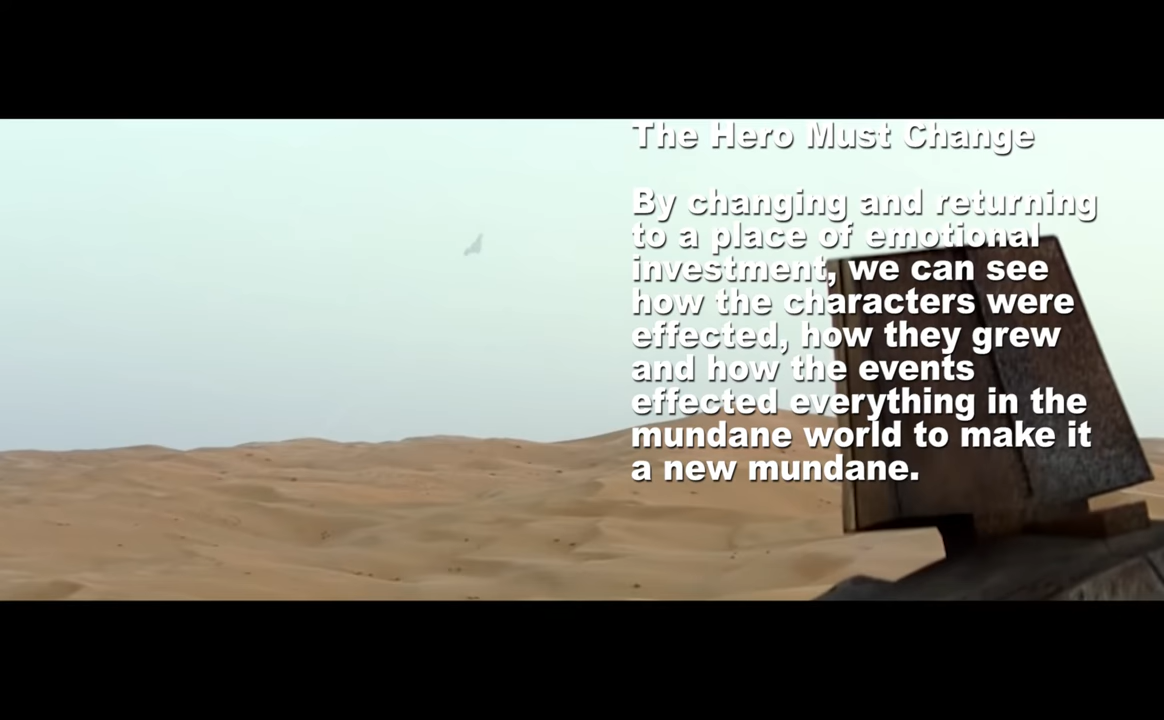 The Hero Must Change
By changing and returning
to a place of emotional
investment, we can see
how the characters were
effected, how they grew
and how the events
effected everything in the
mundane world to make it
a new mundane.